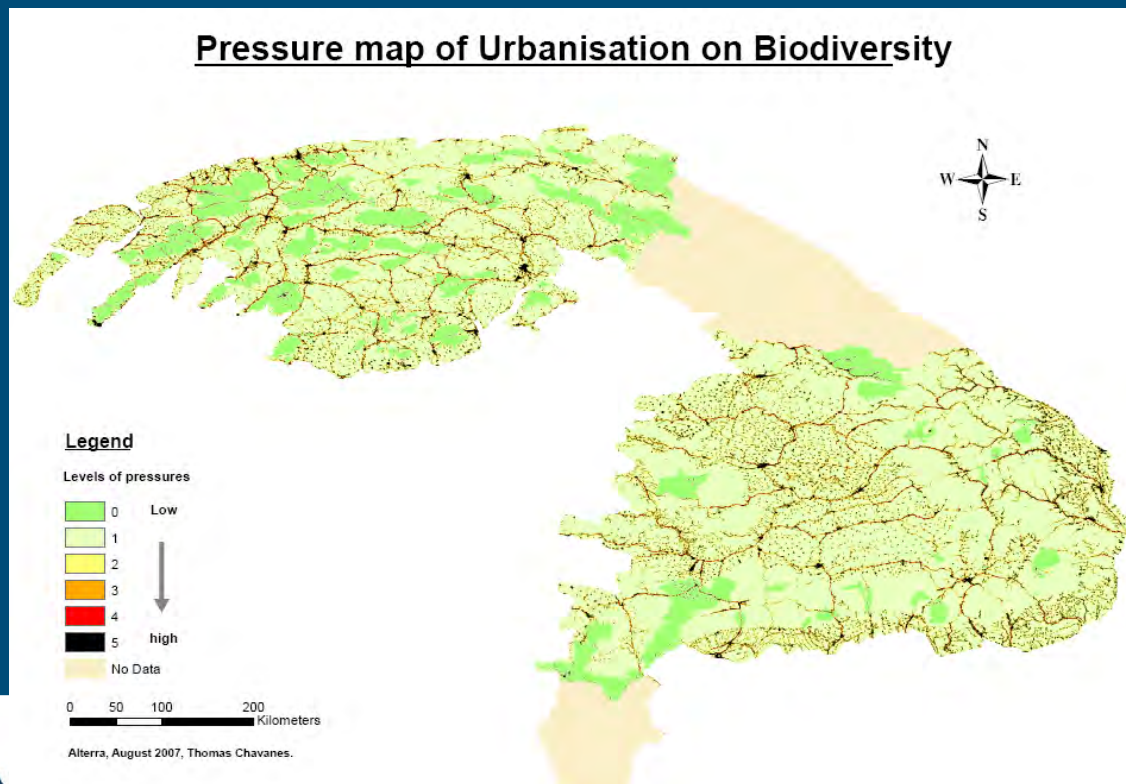 Pressure map of Urbanisation on Biodiversity
N
W E
S
Legend
Levels of pressures
0 Low
1
2
3
4
5 high
No Data
0 50 100 200
Kilometers
Alterra, August 2007, Thomas Chavanes.